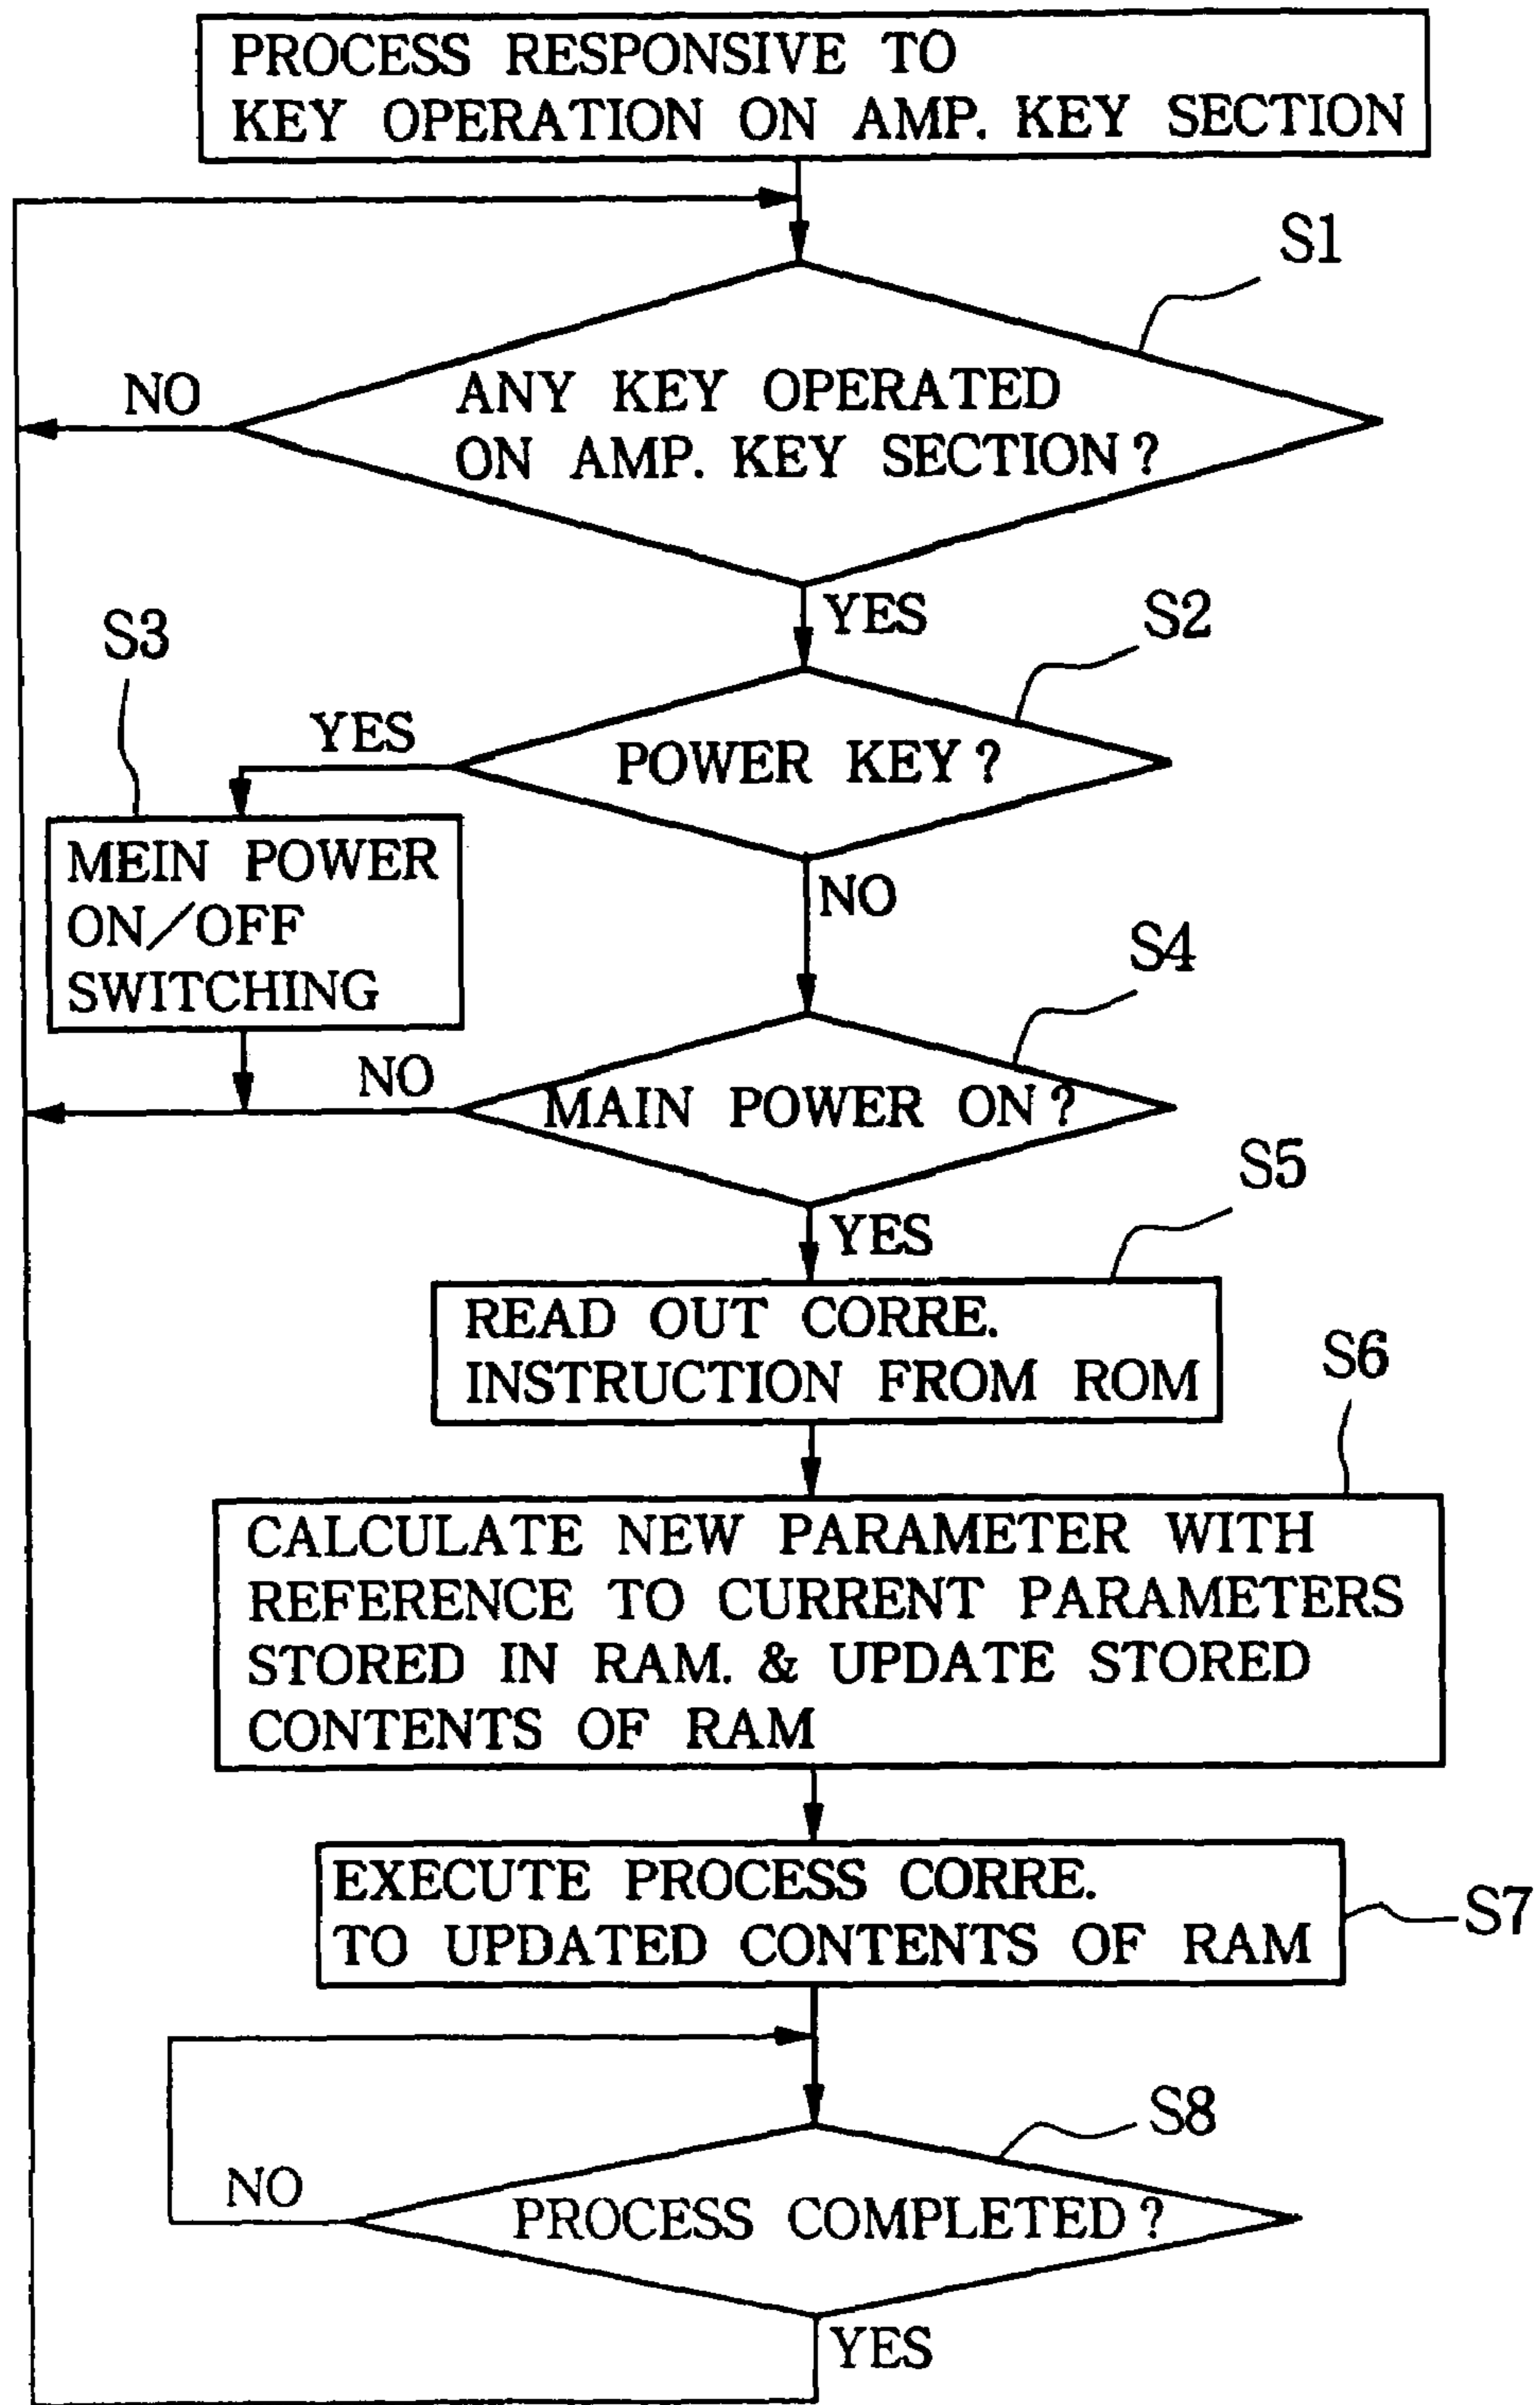 PROCESS RESPONSIVE TO
KEY OPERATION ON AMP. KEY SECTION
S1
NO
ANY KEY OPERATED
ON AMP. KEY SECTION?
YES
S2
S3
YES
POWER KEY?
MEIN POWER
ON/OFF
SWITCHING
NO
S4
NO
MAIN POWER ON?
S5
YES
READ OUT CORRE.
INSTRUCTION FROM ROM
S6
CALCULATE NEW PARAMETER WITH
REFERENCE TO CURRENT PARAMETERS
STORED IN RAM. & UPDATE STORED
CONTENTS OF RAM
EXECUTE PROCESS CORRE.
TO UPDATED CONTENTS OF RAM
S7
S8
NO
PROCESS COMPLETED?
YES